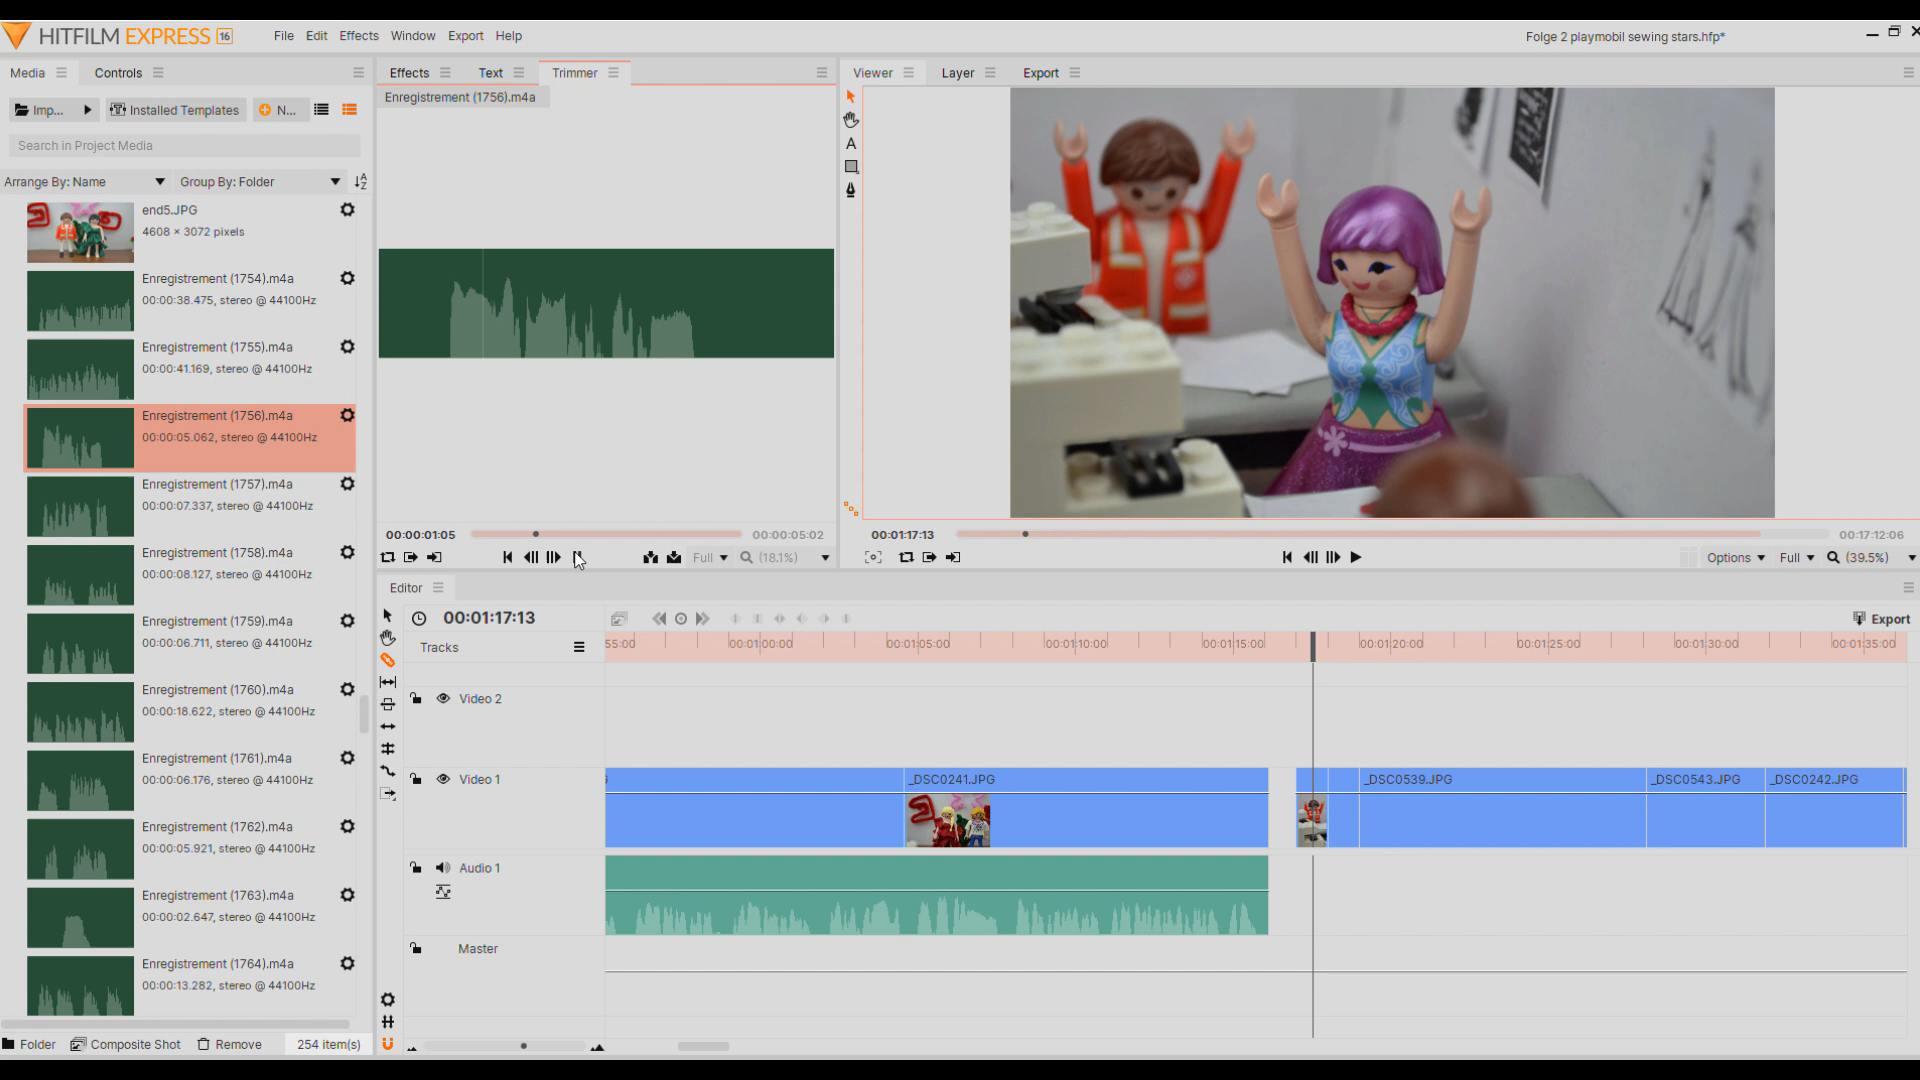 HITFILM EXPRESS 16
File Edit Effects Window Export Help
Folge 2 playmobil sewing stars.hfp*
Media Controls
Effects Text Trimmer
Viewer Layer Export
Imp... Installed Templates N...
Enregistrement (1756).m4a
Search in Project Media
Arrange By: Name Group By: Folder
end5.JPG
4608 × 3072 pixels
Enregistrement (1754).m4a
00:00:38.475, stereo @ 44100Hz
Enregistrement (1755).m4a
00:00:41.169, stereo @ 44100Hz
Enregistrement (1756).m4a
00:00:05.062, stereo @ 44100Hz
Enregistrement (1757).m4a
00:00:07.337, stereo @ 44100Hz
Enregistrement (1758).m4a
00:00:08.127, stereo @ 44100Hz
Enregistrement (1759).m4a
00:00:06.711, stereo @ 44100Hz
Enregistrement (1760).m4a
00:00:18.622, stereo @ 44100Hz
Enregistrement (1761).m4a
00:00:06.176, stereo @ 44100Hz
Enregistrement (1762).m4a
00:00:05.921, stereo @ 44100Hz
Enregistrement (1763).m4a
00:00:02.647, stereo @ 44100Hz
Enregistrement (1764).m4a
00:00:13.282, stereo @ 44100Hz
Folder Composite Shot Remove 254 item(s)
00:00:01:05 00:00:05:02
Full (18.1%)
A
00:01:17:13 00:17:12:06
Options Full (39.5%)
Editor
00:01:17:13
Export
Tracks
55:00 00:01:00:00 00:01:05:00 00:01:10:00 00:01:15:00 00:01:20:00 00:01:25:00 00:01:30:00 00:01:35:00
Video 2
Video 1
_DSC0241.JPG _DSC0539.JPG _DSC0543.JPG _DSC0242.JPG
Audio 1
Master